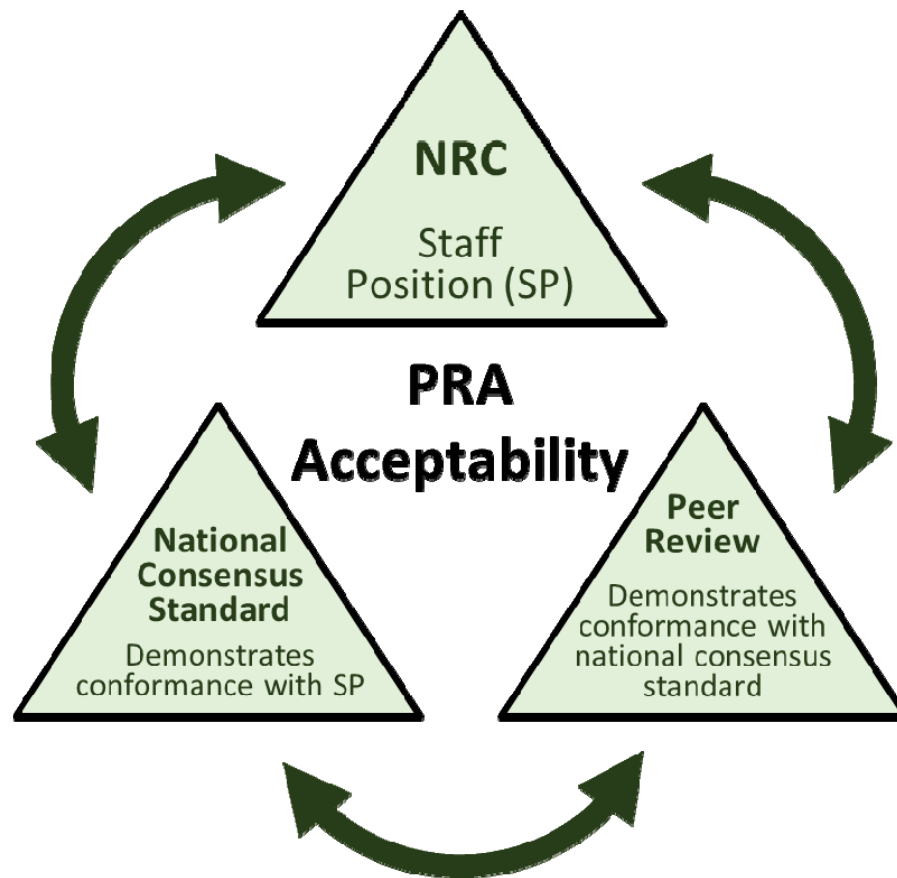 NRC
Staff
Position (SP)
PRA
Acceptability
National
Consensus
Standard
Demonstrates
conformance with SP
Peer
Review
Demonstrates
conformance with
national consensus
standard